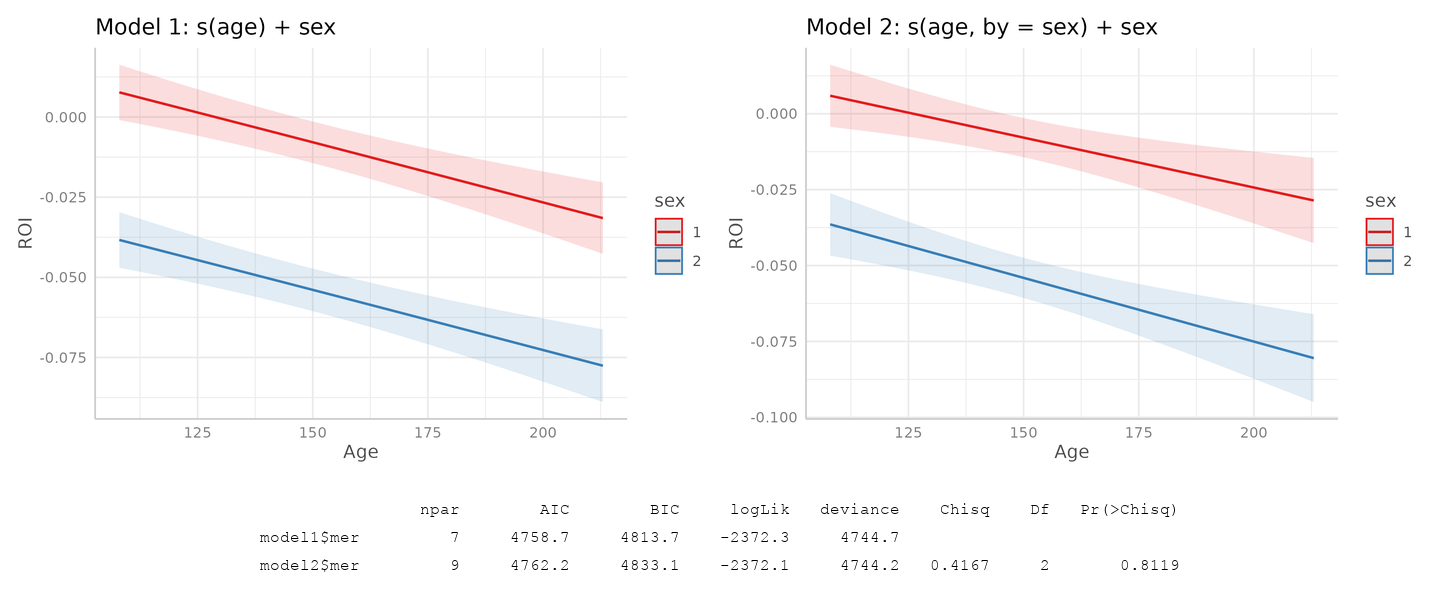 Model 1: s(age) + sex
0.000
-0.025
-0.050
-0.075
ROI
125 150 175 200
Age
sex
1
2
Model 2: s(age, by = sex) + sex
0.000
-0.025
-0.050
-0.075
-0.100
ROI
125 150 175 200
Age
sex
1
2
npar AIC BIC logLik deviance Chisq Df Pr(>Chisq)
model1$mer 7 4758.7 4813.7 -2372.3 4744.7
model2$mer 9 4762.2 4833.1 -2372.1 4744.2 0.4167 2 0.8119